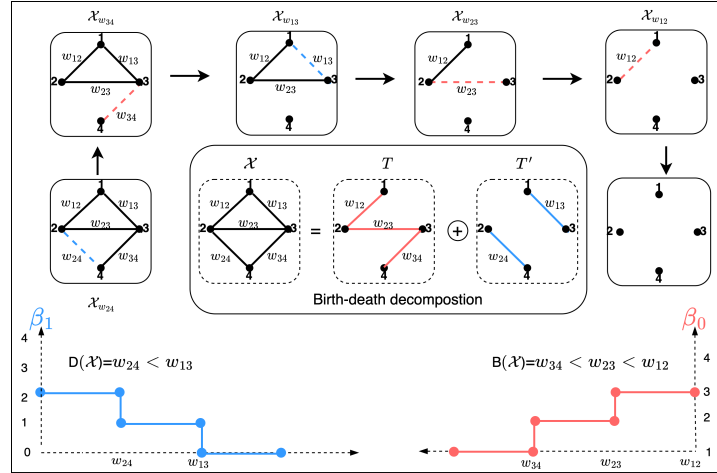 𝒳_{w_{34}} 𝒳_{w_{13}} 𝒳_{w_{23}} 𝒳_{w_{12}}
1 w_{12} w_{13} 2 w_{23} 3 w_{34} 4
1 w_{12} w_{13} 2 w_{23} 3 4
1 w_{12} 2 w_{23} 3 4
1 w_{12} 2 3 4
1 w_{12} w_{13} 2 w_{23} 3 w_{24} w_{34} 4
𝒳_{w_{24}}
𝒳 T T′
1 w_{12} w_{13} 2 w_{23} 3 w_{24} w_{34} 4
=
1 w_{12} 2 w_{23} 3 w_{34} 4
⊕
1 w_{13} 2 3 w_{24} 4
Birth-death decompostion
1 2 3 4
β_1
4
3
2
1
0
D(𝒳)=w_{24} < w_{13}
w_{24} w_{13}
β_0
4
3
2
1
B(𝒳)=w_{34} < w_{23} < w_{12}
w_{34} w_{23} w_{12}